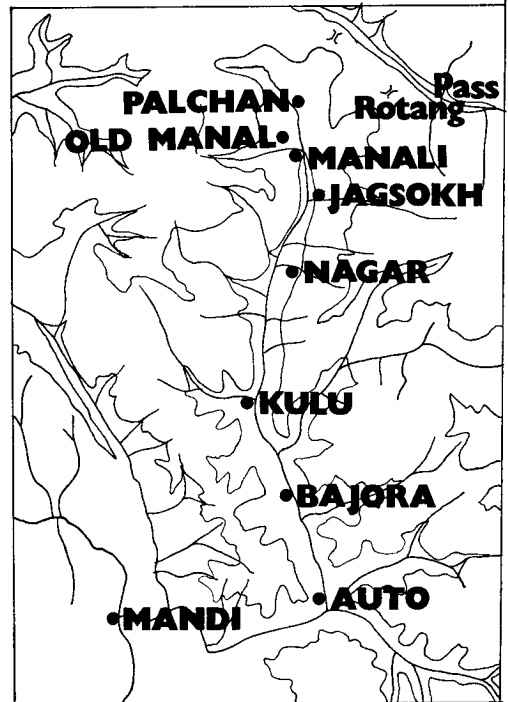 PALCHAN
Pass
Rotang
OLD MANAL
MANALI
JAGSOKH
NAGAR
KULU
BAJORA
AUTO
MANDI